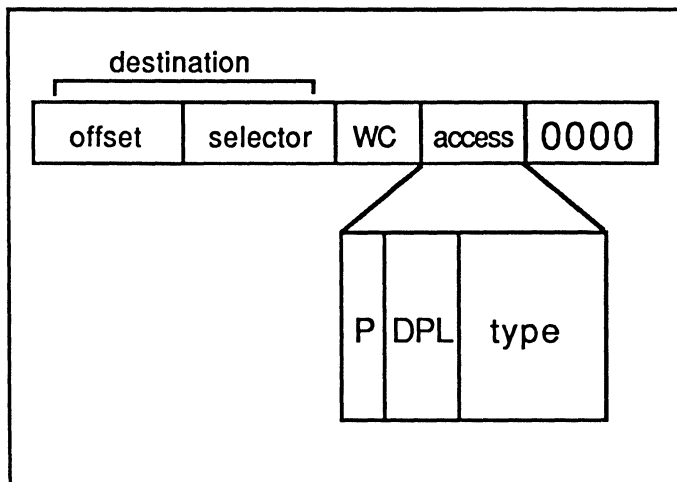 destination
offset selector WC access 0000
P DPL type